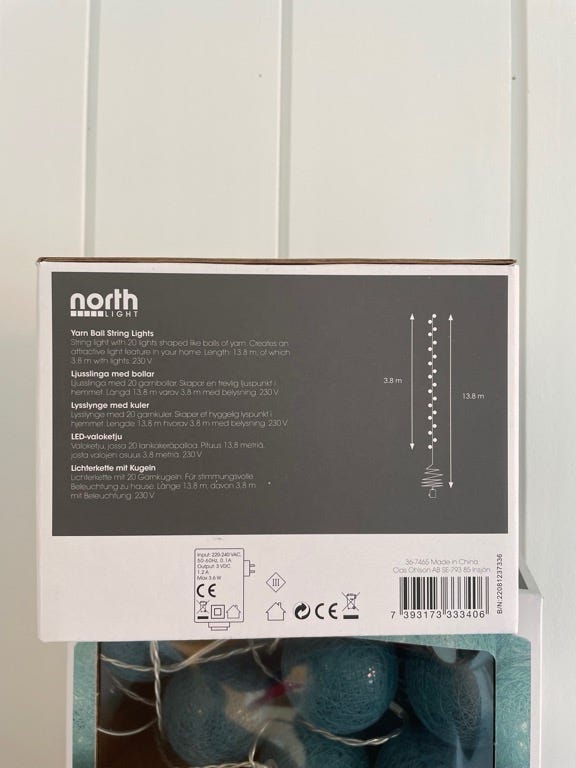 north
LIGHT
Yarn Ball String Lights
String light with 20 lights shaped like balls of yarn. Creates an
attractive light feature in your home. Length: 13.8 m, of which
3.8 m with lights. 230 V.
Ljusslinga med bollar
Ljusslinga med 20 garnbollar. Skapar en trevlig ljuspunkt i
hemmet. Längd 13,8 m varav 3,8 m med belysning. 230 V.
Lysslynge med kuler
Lysslynge med 20 garnkuler. Skaper et hyggelig lyspunkt i
hjemmet. Lengde 13,8 m hvorav 3,8 m med belysning. 230 V.
LED-valoketju
Valoketju, jossa 20 lankakeräpalloa. Pituus 13,8 metriä,
josta valojen osuus 3,8 metriä. 230 V.
Lichterkette mit Kugeln
Lichterkette mit 20 Garnkugeln. Für stimmungsvolle
Beleuchtung zu hause. Länge 13,8 m, davon 3,8 m
mit Beleuchtung. 230 V.
3.8 m
13.8 m
Input: 220-240 VAC,
50-60Hz, 0.1A
Output: 3 VDC
1.2 A
Max 3.6 W
CE
III
CE
36-7465 Made in China
Clas Ohlson AB SE-793 85 Insjön
7 393173 333406
B/N:22081237336